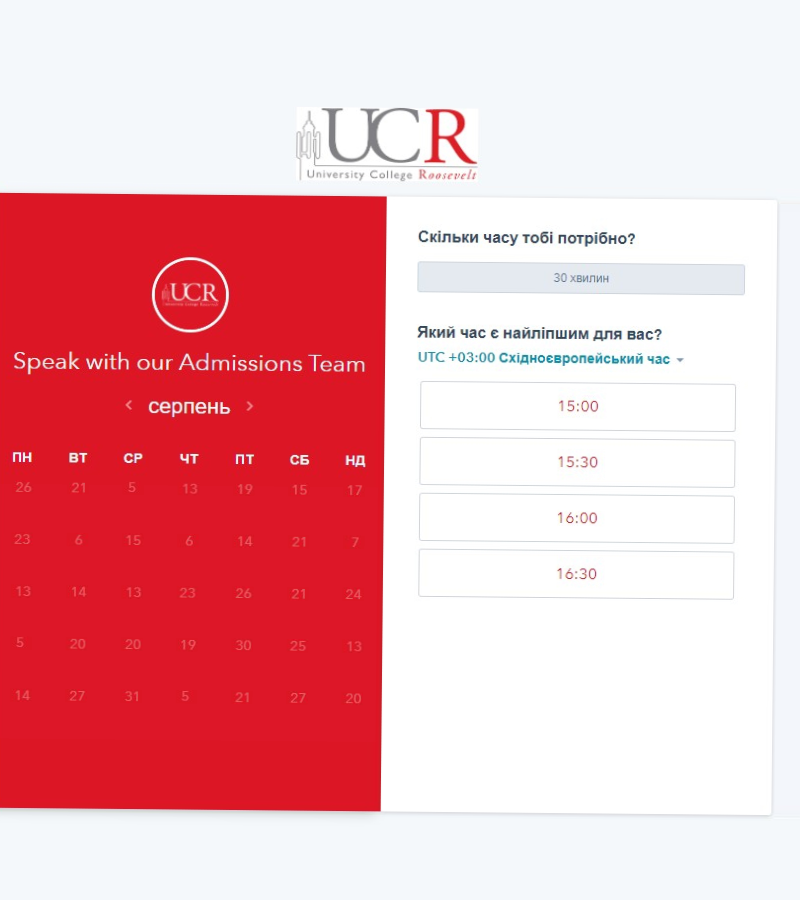 UCR
University College Roosevelt
UCR
Speak with our Admissions Team
серпень
ПН ВТ СР ЧТ ПТ СБ НД
26 21 5 13 19 15 17
23 6 15 6 14 21 7
13 14 13 23 26 21 24
5 20 20 19 30 25 13
14 27 31 5 21 27 20
Скільки часу тобі потрібно?
30 хвилин
Який час є найліпшим для вас?
UTC +03:00 Східноєвропейський час
15:00
15:30
16:00
16:30